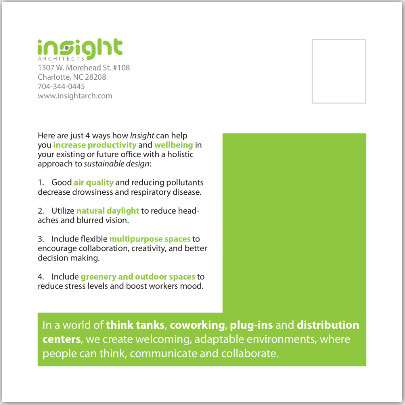 insight
ARCHITECTS
1307 W. Morehead St. #108
Charlotte, NC 28208
704-344-0445
www.insightarch.com
Here are just 4 ways how Insight can help
you increase productivity and wellbeing in
your existing or future office with a holistic
approach to sustainable design:
1. Good air quality and reducing pollutants
decrease drowsiness and respiratory disease.
2. Utilize natural daylight to reduce head-
aches and blurred vision.
3. Include flexible multipurpose spaces to
encourage collaboration, creativity, and better
decision making.
4. Include greenery and outdoor spaces to
reduce stress levels and boost workers mood.
In a world of think tanks, coworking, plug-ins and distribution
centers, we create welcoming, adaptable environments, where
people can think, communicate and collaborate.